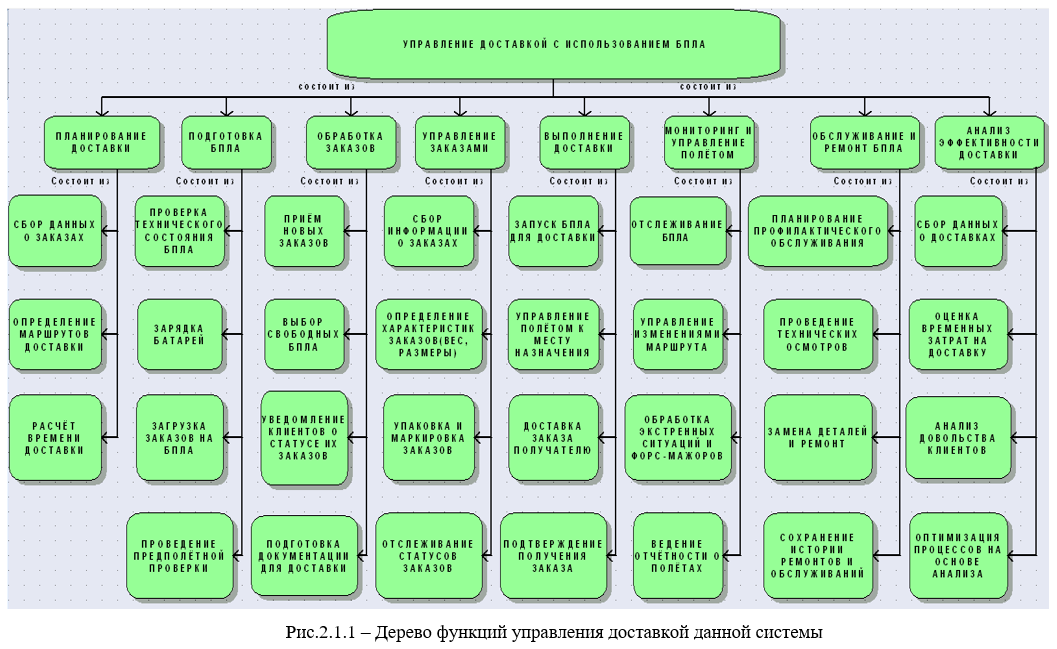 УПРАВЛЕНИЕ ДОСТАВКОЙ С ИСПОЛЬЗОВАНИЕМ БПЛА
состоит из
состоит из
ПЛАНИРОВАНИЕ
ДОСТАВКИ
ПОДГОТОВКА
БПЛА
ОБРАБОТКА
ЗАКАЗОВ
УПРАВЛЕНИЕ
ЗАКАЗАМИ
ВЫПОЛНЕНИЕ
ДОСТАВКИ
МОНИТОРИНГ И
УПРАВЛЕНИЕ
ПОЛЁТОМ
ОБСЛУЖИВАНИЕ И
РЕМОНТ БПЛА
АНАЛИЗ
ЭФФЕКТИВНОСТИ
ДОСТАВКИ
Состоит из
Состоит из
Состоит из
Состоит из
Состоит из
Состоит из
Состоит из
Состоит из
СБОР ДАННЫХ
О ЗАКАЗАХ
ПРОВЕРКА
ТЕХНИЧЕСКОГО
СОСТОЯНИЯ
БПЛА
ПРИЁМ
НОВЫХ
ЗАКАЗОВ
СБОР
ИНФОРМАЦИИ
О ЗАКАЗАХ
ЗАПУСК БПЛА
ДЛЯ ДОСТАВКИ
ОТСЛЕЖИВАНИЕ
БПЛА
ПЛАНИРОВАНИЕ
ПРОФИЛАКТИЧЕСКОГО
ОБСЛУЖИВАНИЯ
СБОР ДАННЫХ
О ДОСТАВКАХ
ОПРЕДЕЛЕНИЕ
МАРШРУТОВ
ДОСТАВКИ
ЗАРЯДКА
БАТАРЕЙ
ВЫБОР
СВОБОДНЫХ
БПЛА
ОПРЕДЕЛЕНИЕ
ХАРАКТЕРИСТИК
ЗАКАЗОВ(ВЕС,
РАЗМЕРЫ)
УПРАВЛЕНИЕ
ПОЛЁТОМ К
МЕСТУ
НАЗНАЧЕНИЯ
УПРАВЛЕНИЕ
ИЗМЕНЕНИЯМИ
МАРШРУТА
ПРОВЕДЕНИЕ
ТЕХНИЧЕСКИХ
ОСМОТРОВ
ОЦЕНКА
ВРЕМЕННЫХ
ЗАТРАТ НА
ДОСТАВКУ
РАСЧЁТ
ВРЕМЕНИ
ДОСТАВКИ
ЗАГРУЗКА
ЗАКАЗОВ НА
БПЛА
УВЕДОМЛЕНИЕ
КЛИЕНТОВ О
СТАТУСЕ ИХ
ЗАКАЗОВ
УПАКОВКА И
МАРКИРОВКА
ЗАКАЗОВ
ДОСТАВКА
ЗАКАЗА
ПОЛУЧАТЕЛЮ
ОБРАБОТКА
ЭКСТРЕННЫХ
СИТУАЦИЙ И
ФОРС-МАЖОРОВ
ЗАМЕНА ДЕТАЛЕЙ
И РЕМОНТ
АНАЛИЗ
ДОВОЛЬСТВА
КЛИЕНТОВ
ПРОВЕДЕНИЕ
ПРЕДПОЛЁТНОЙ
ПРОВЕРКИ
ПОДГОТОВКА
ДОКУМЕНТАЦИИ
ДЛЯ ДОСТАВКИ
ОТСЛЕЖИВАНИЕ
СТАТУСОВ
ЗАКАЗОВ
ПОДТВЕРЖДЕНИЕ
ПОЛУЧЕНИЯ
ЗАКАЗА
ВЕДЕНИЕ
ОТЧЁТНОСТИ О
ПОЛЁТАХ
СОХРАНЕНИЕ
ИСТОРИИ
РЕМОНТОВ И
ОБСЛУЖИВАНИЙ
ОПТИМИЗАЦИЯ
ПРОЦЕССОВ НА
ОСНОВЕ
АНАЛИЗА
Рис.2.1.1 – Дерево функций управления доставкой данной системы